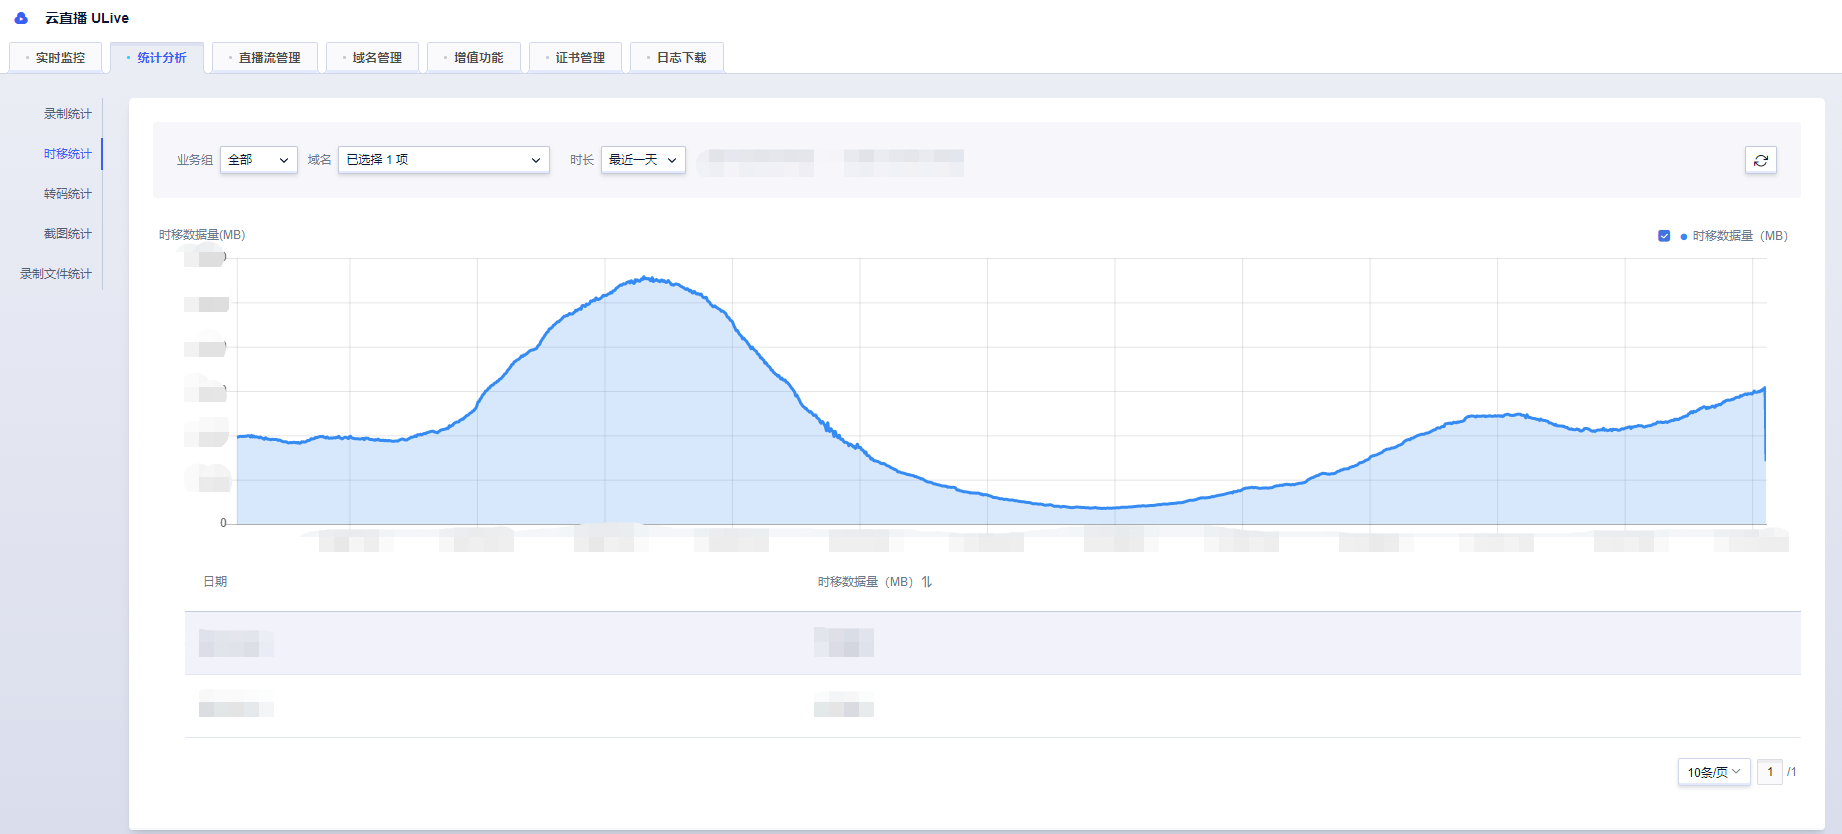 云直播 ULive
实时监控 统计分析 直播流管理 域名管理 增值功能 证书管理 日志下载
录制统计
时移统计
转码统计
截图统计
录制文件统计
业务组 全部 域名 已选择 1 项 时长 最近一天
时移数据量(MB)
时移数据量（MB）
0
日期 时移数据量（MB）
10条/页 1 /1